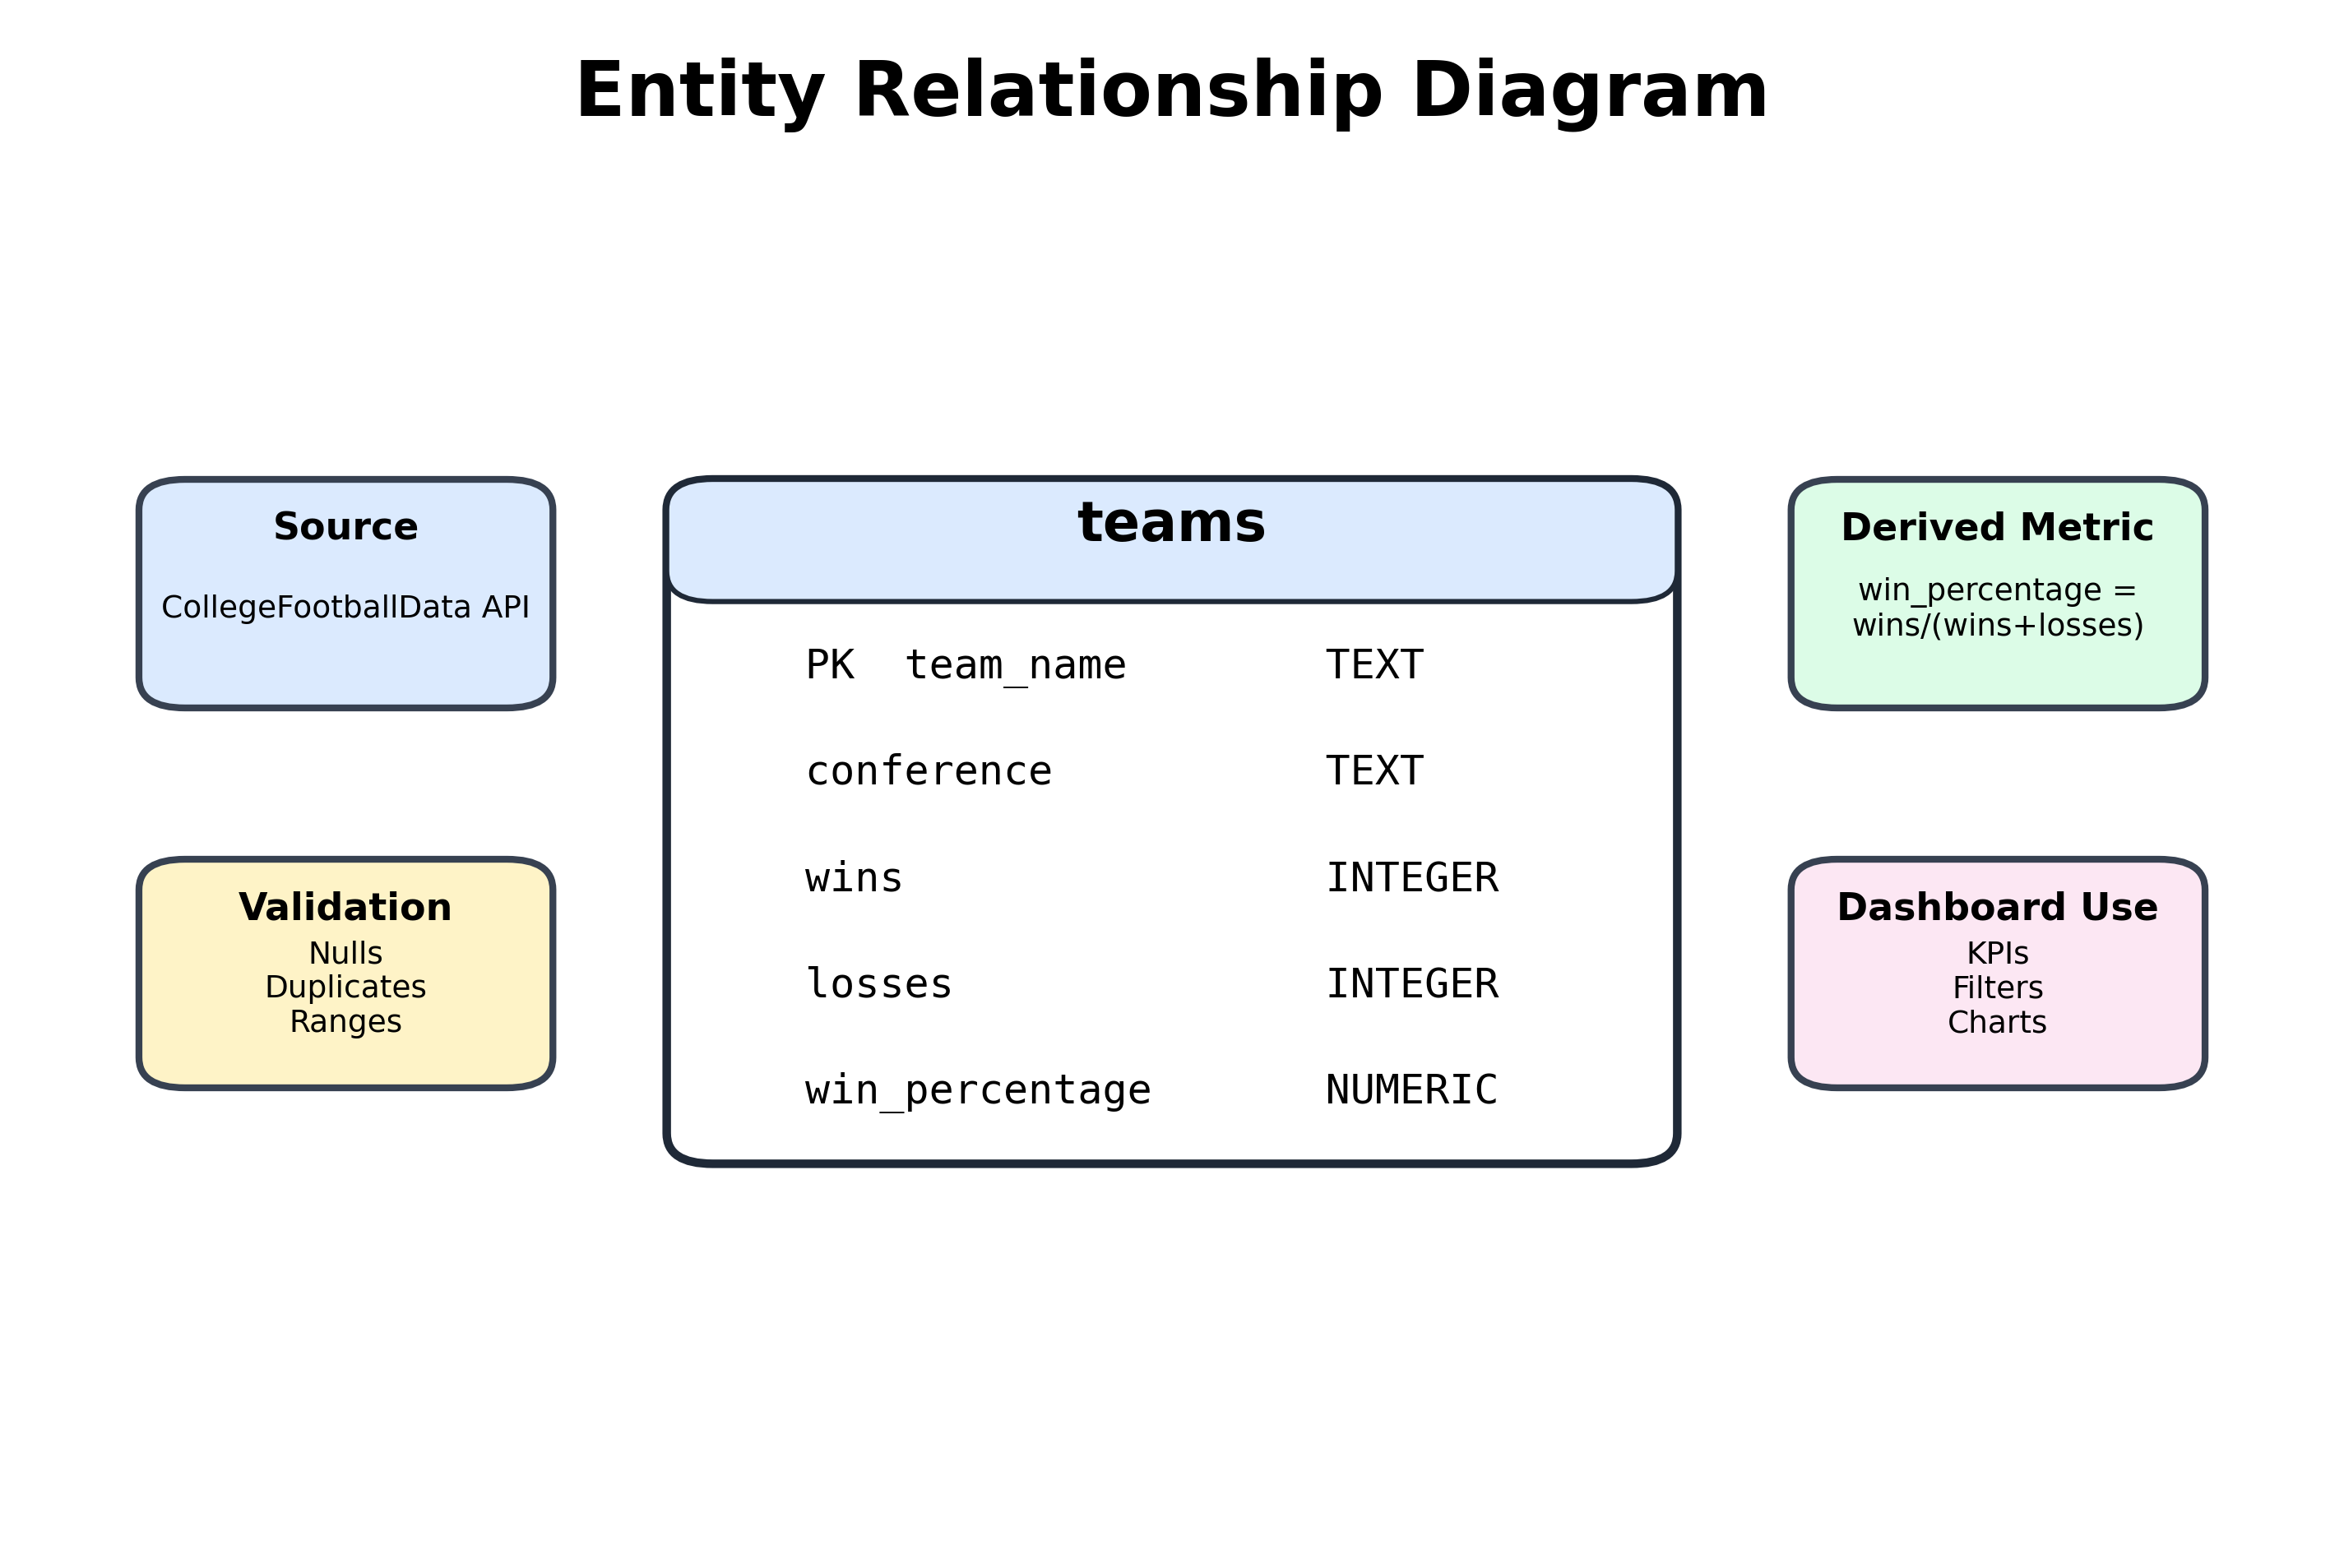 Entity Relationship Diagram
Source
CollegeFootballData API
Validation
Nulls
Duplicates
Ranges
teams
PK  team_name  TEXT
conference  TEXT
wins  INTEGER
losses  INTEGER
win_percentage  NUMERIC
Derived Metric
win_percentage =
wins/(wins+losses)
Dashboard Use
KPIs
Filters
Charts